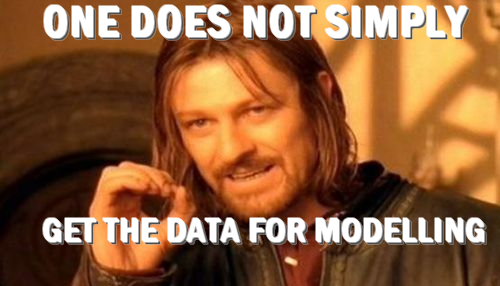 ONE DOES NOT SIMPLY
GET THE DATA FOR MODELLING